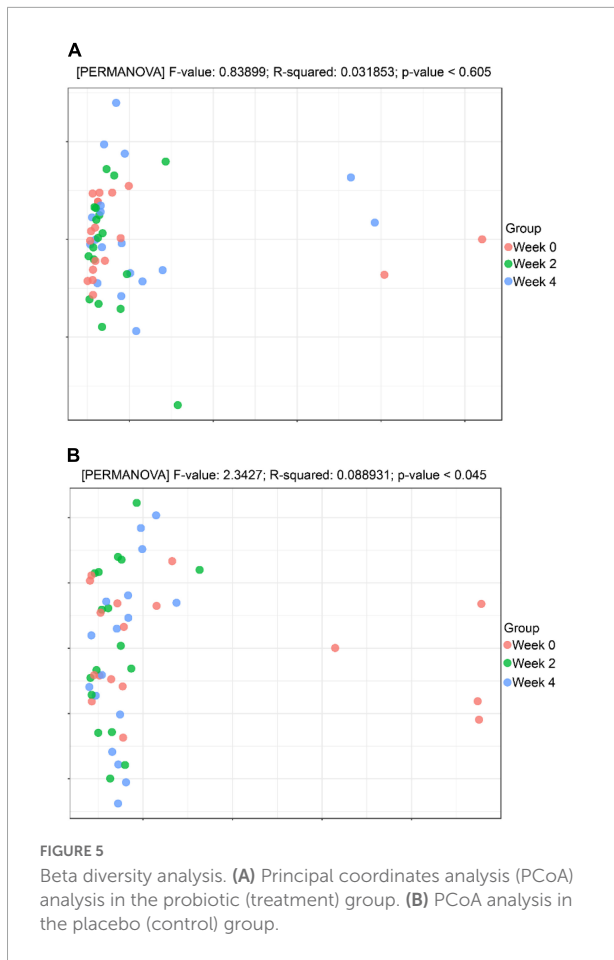 A
[PERMANOVA] F-value: 0.83899; R-squared: 0.031853; p-value < 0.605
Group
Week 0
Week 2
Week 4
B
[PERMANOVA] F-value: 2.3427; R-squared: 0.088931; p-value < 0.045
Group
Week 0
Week 2
Week 4
FIGURE 5
Beta diversity analysis. (A) Principal coordinates analysis (PCoA)
analysis in the probiotic (treatment) group. (B) PCoA analysis in
the placebo (control) group.